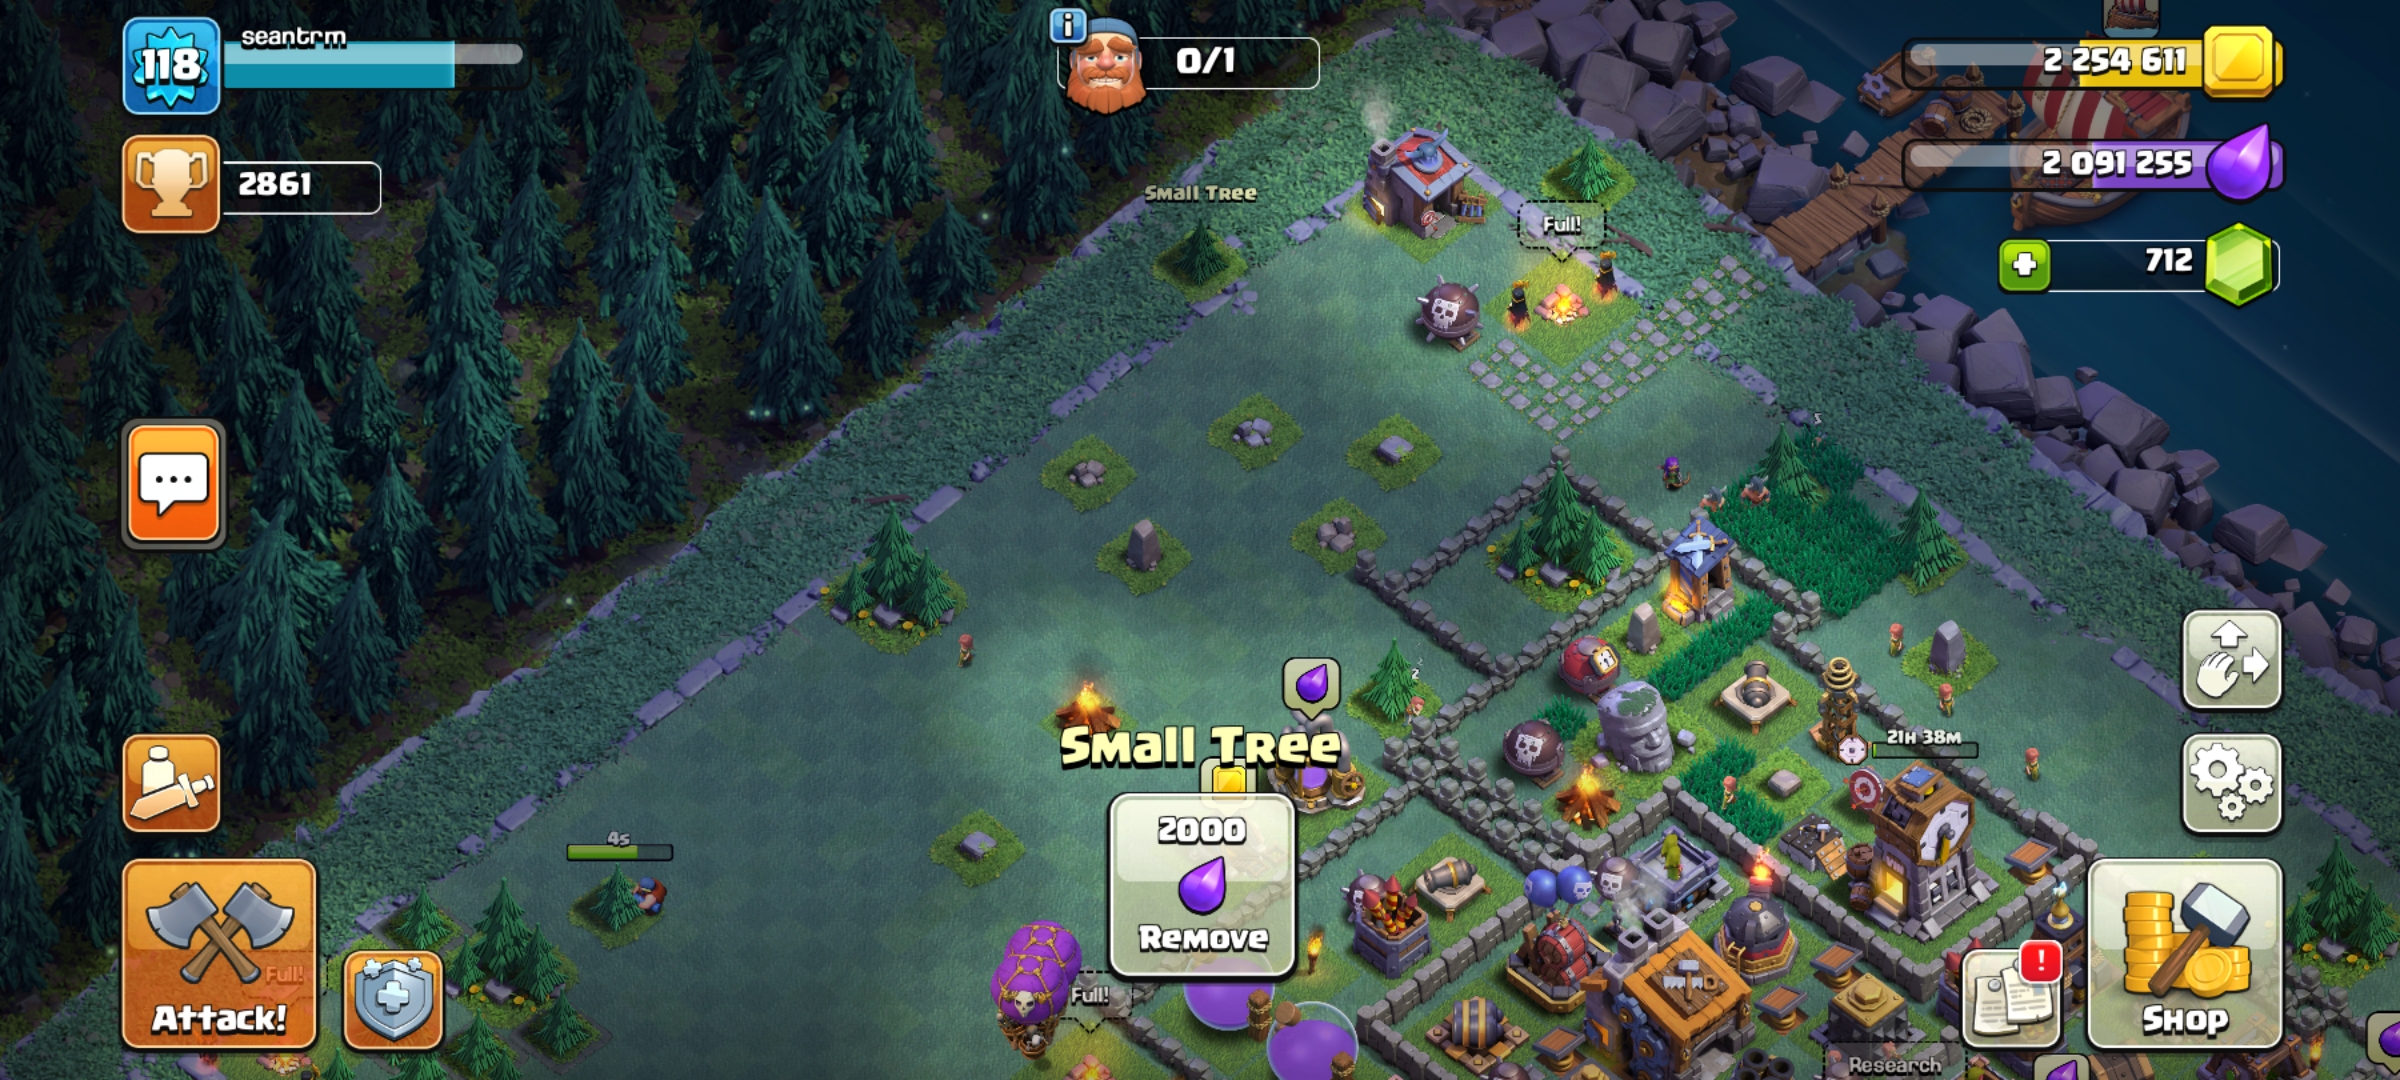 118
seantrm
i
0/1
2 254 611
2861
2 091 255
712
Small Tree
Full!
Small Tree
21H 38M
4s
2000
Remove
Full!
Full!
Attack!
!
Shop
Research